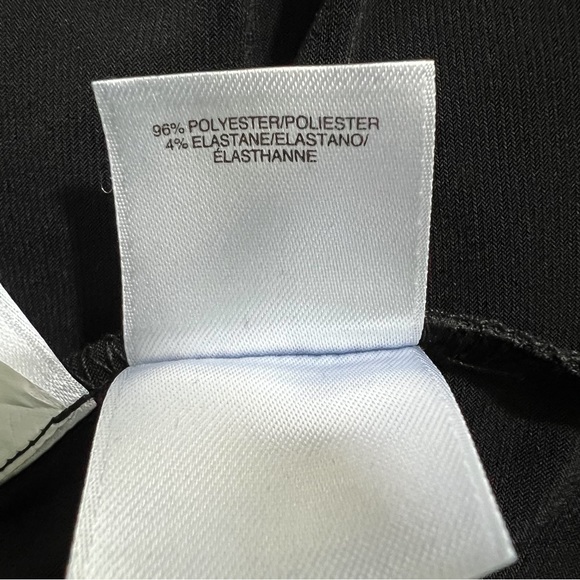 96% POLYESTER/POLIESTER
4% ELASTANE/ELASTANO/
ÉLASTHANNE